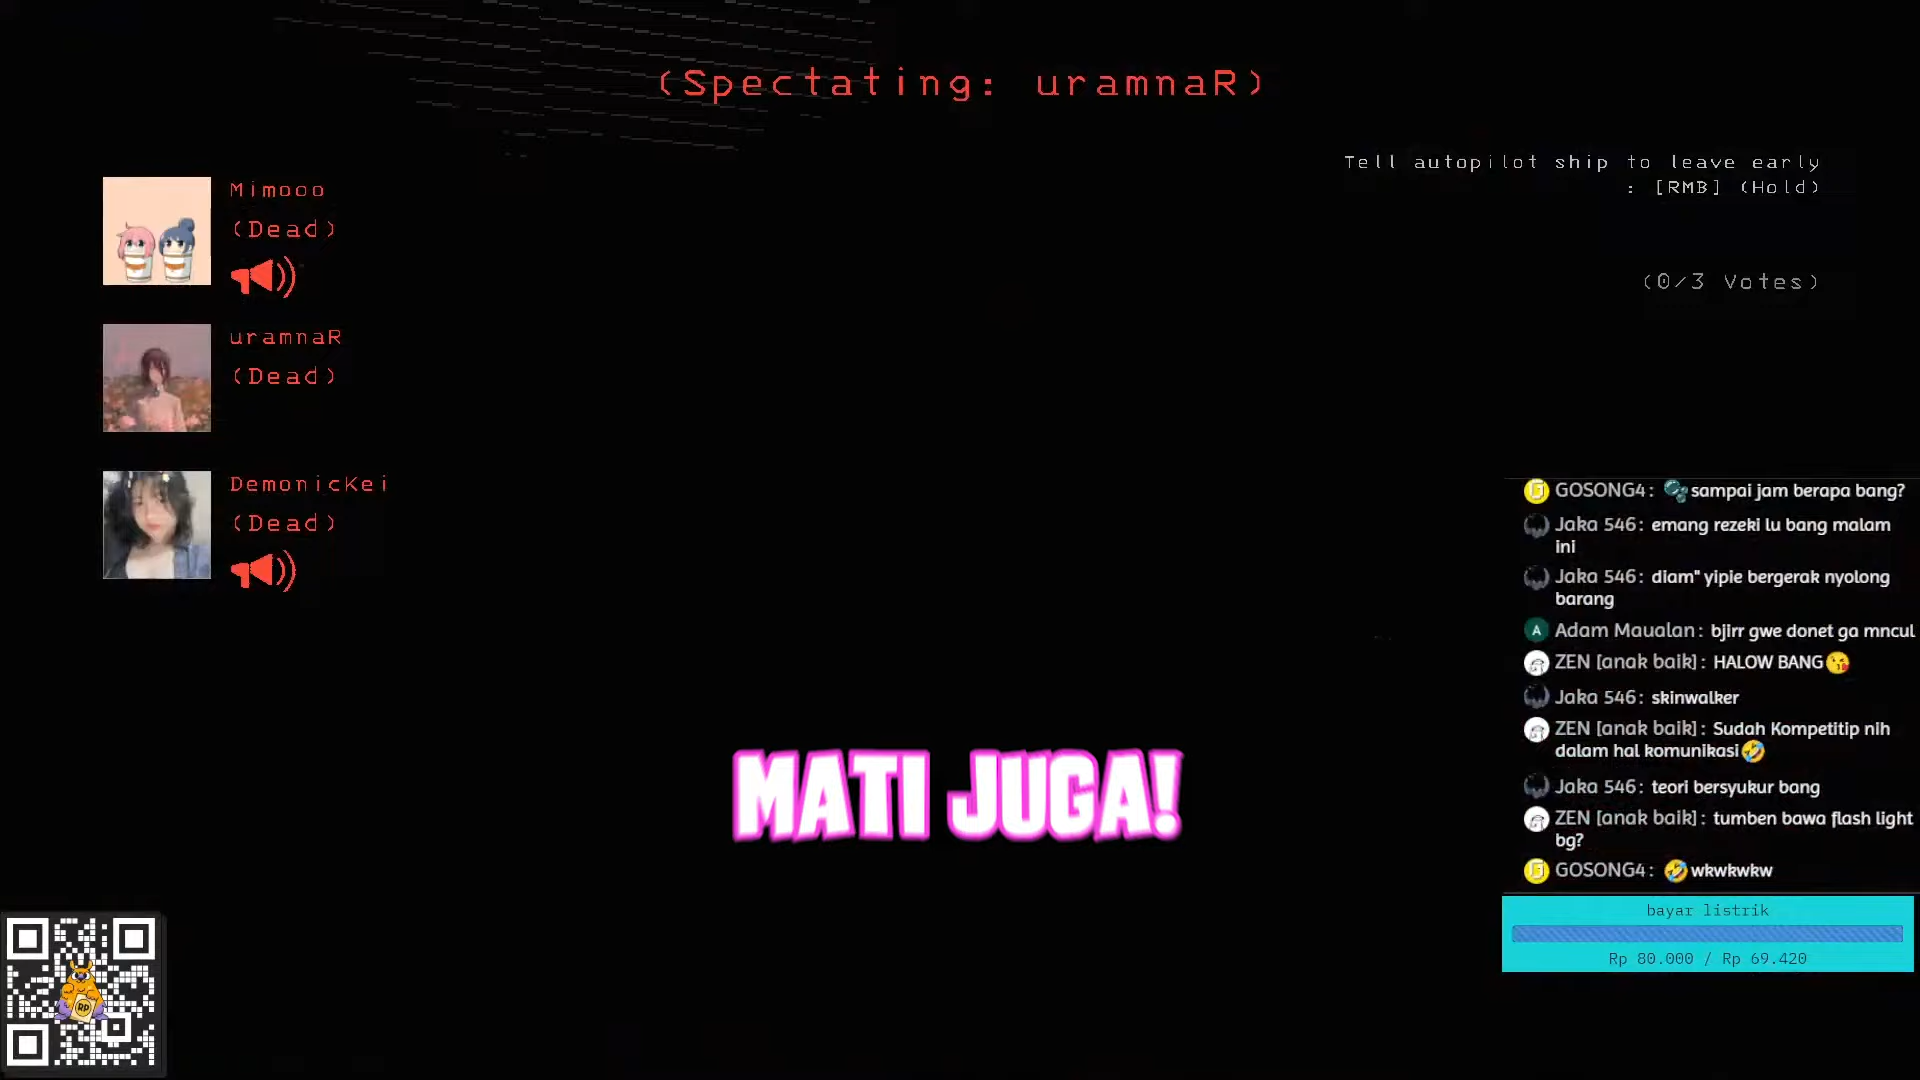 (Spectating: uramnaR)
Tell autopilot ship to leave early
: [RMB] (Hold)
(0/3 Votes)
Mimooo
(Dead)
uramnaR
(Dead)
DemonicKei
(Dead)
GOSONG4: sampai jam berapa bang?
Jaka 546: emang rezeki lu bang malam
ini
Jaka 546: diam" yipie bergerak nyolong
barang
A Adam Maualan: bjirr gwe donet ga mncul
ZEN [anak baik]: HALOW BANG😘
Jaka 546: skinwalker
ZEN [anak baik]: Sudah Kompetitip nih
dalam hal komunikasi🤣
Jaka 546: teori bersyukur bang
ZEN [anak baik]: tumben bawa flash light
bg?
GOSONG4: 🤣wkwkwkw
MATI JUGA!
bayar listrik
Rp 80.000 / Rp 69.420
RP